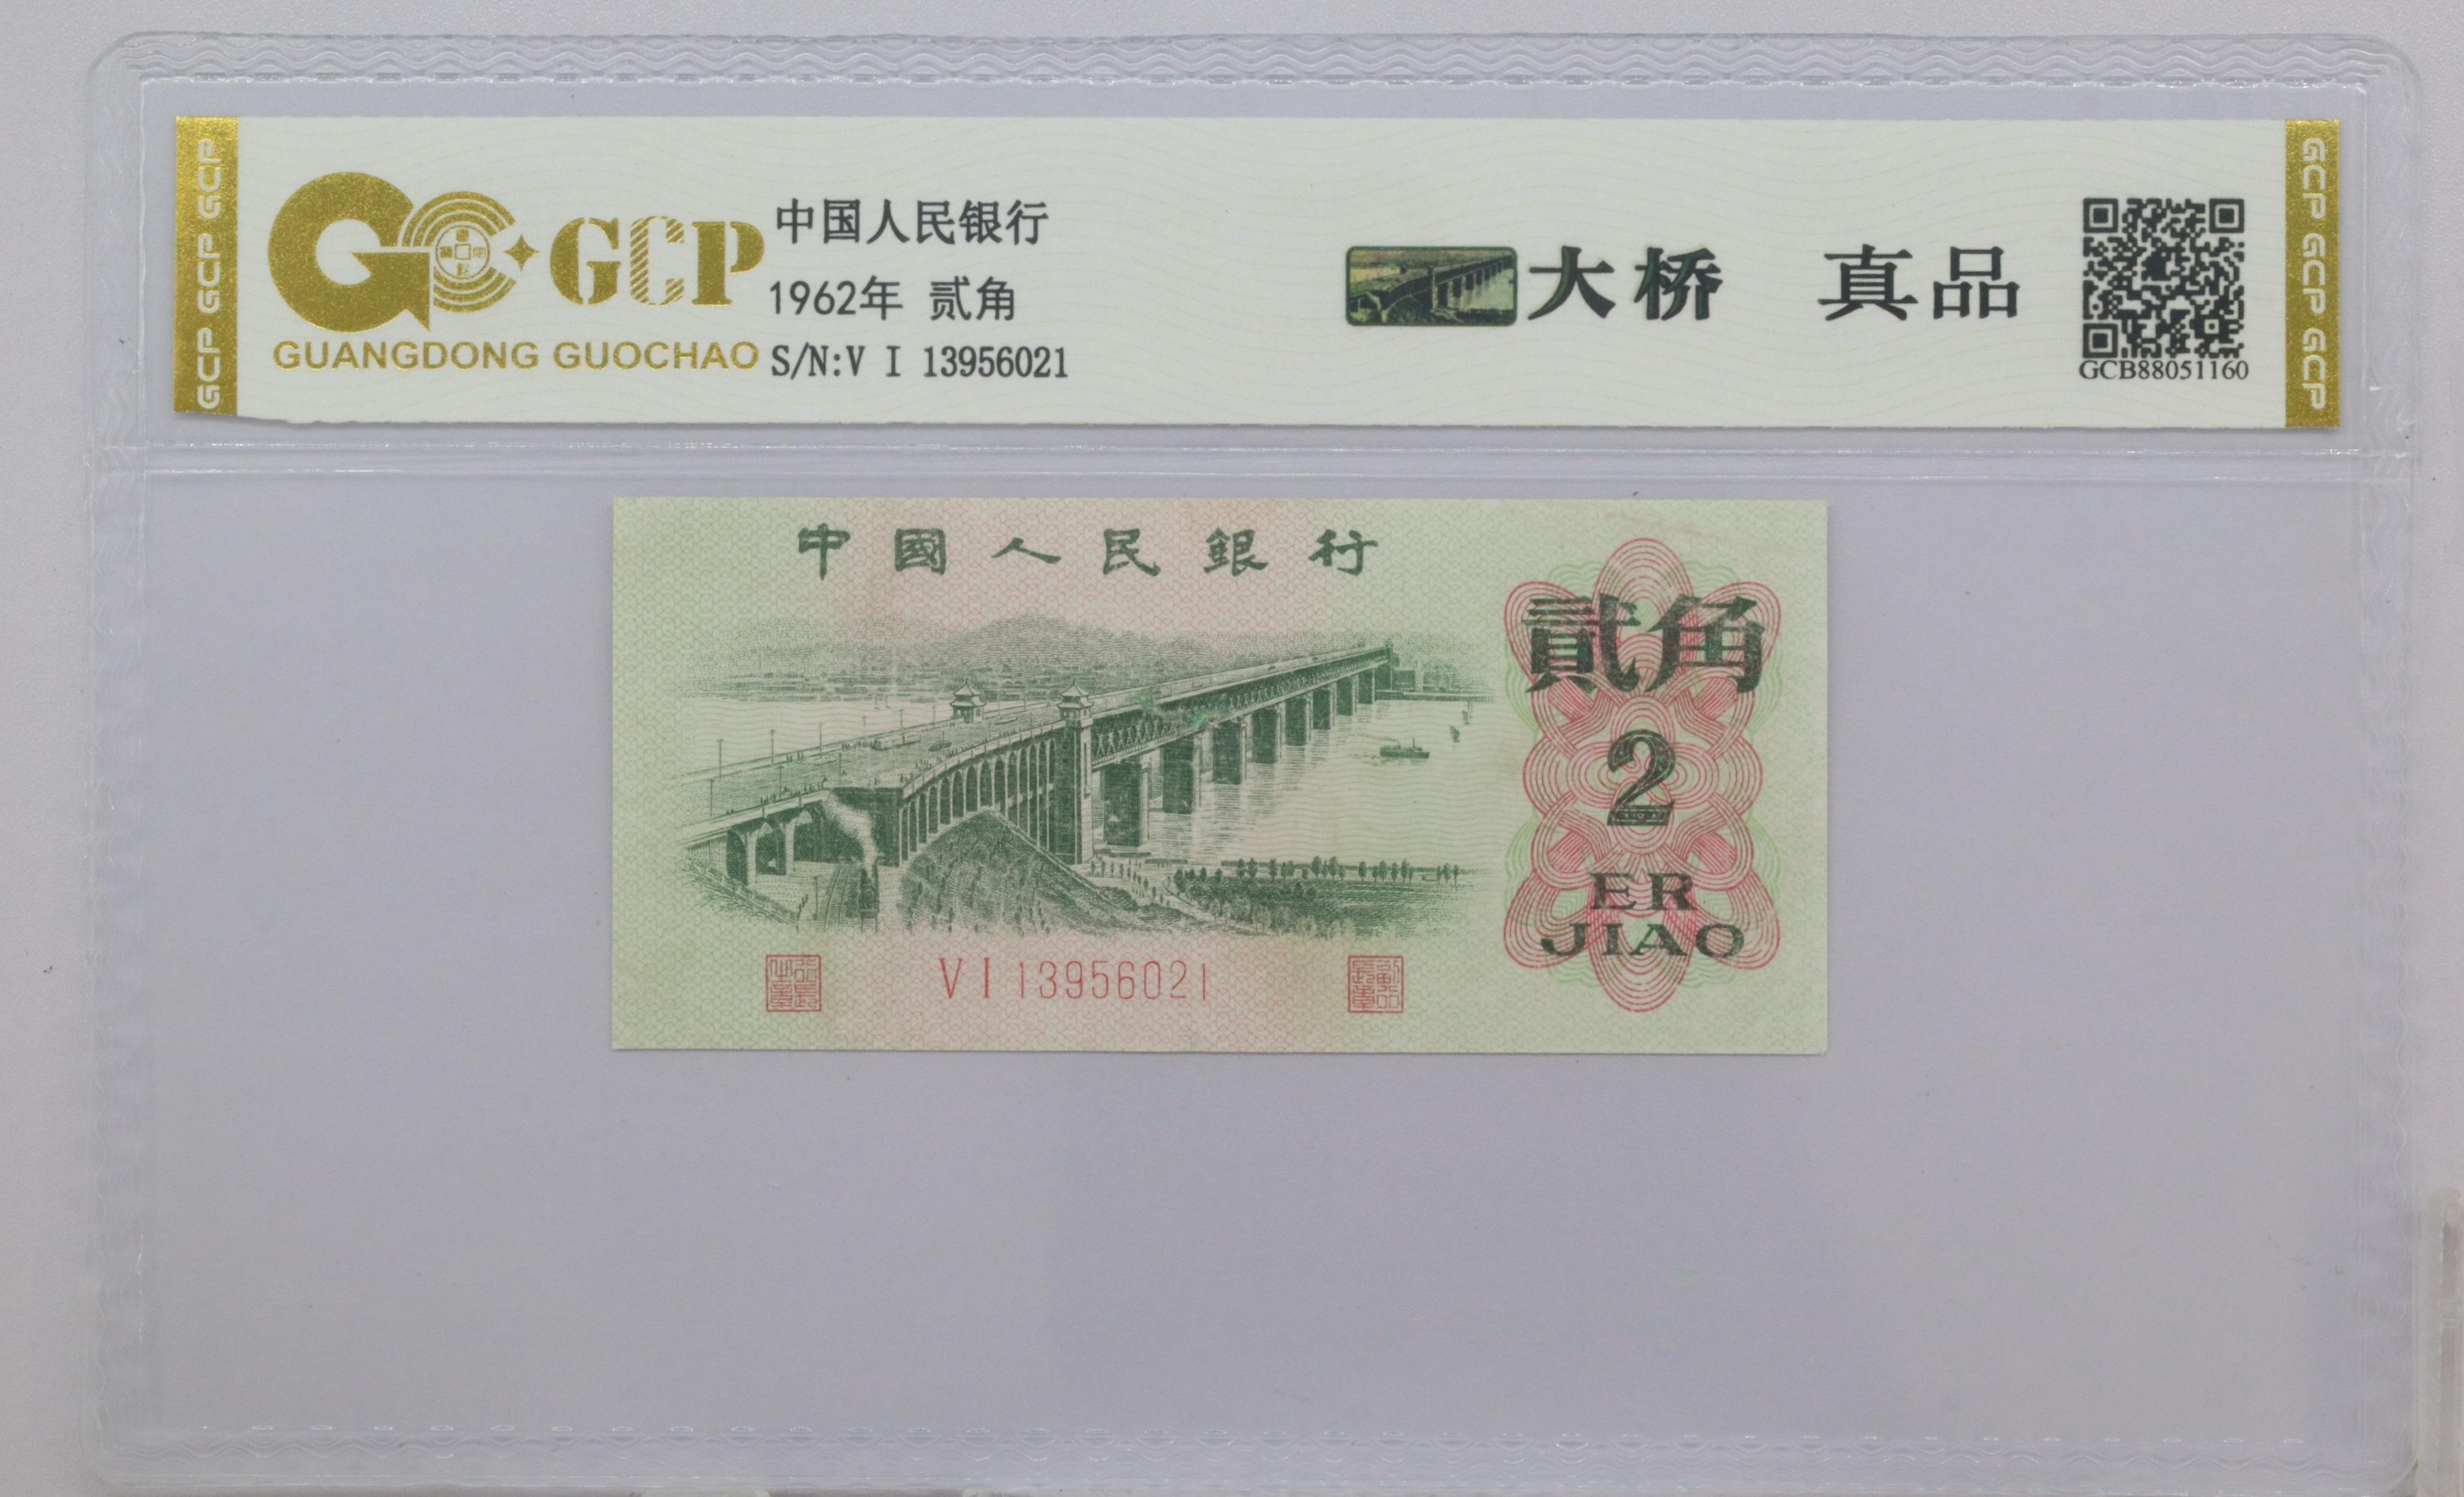 GCP GCP GCP
GCP
GUANGDONG GUOCHAO
中国人民银行
1962年 贰角
S/N:V I 13956021
大桥 真品
GCB88051160
GCP GCP GCP
中國人民銀行
貳角
2
ER
JIAO
V I 13956021